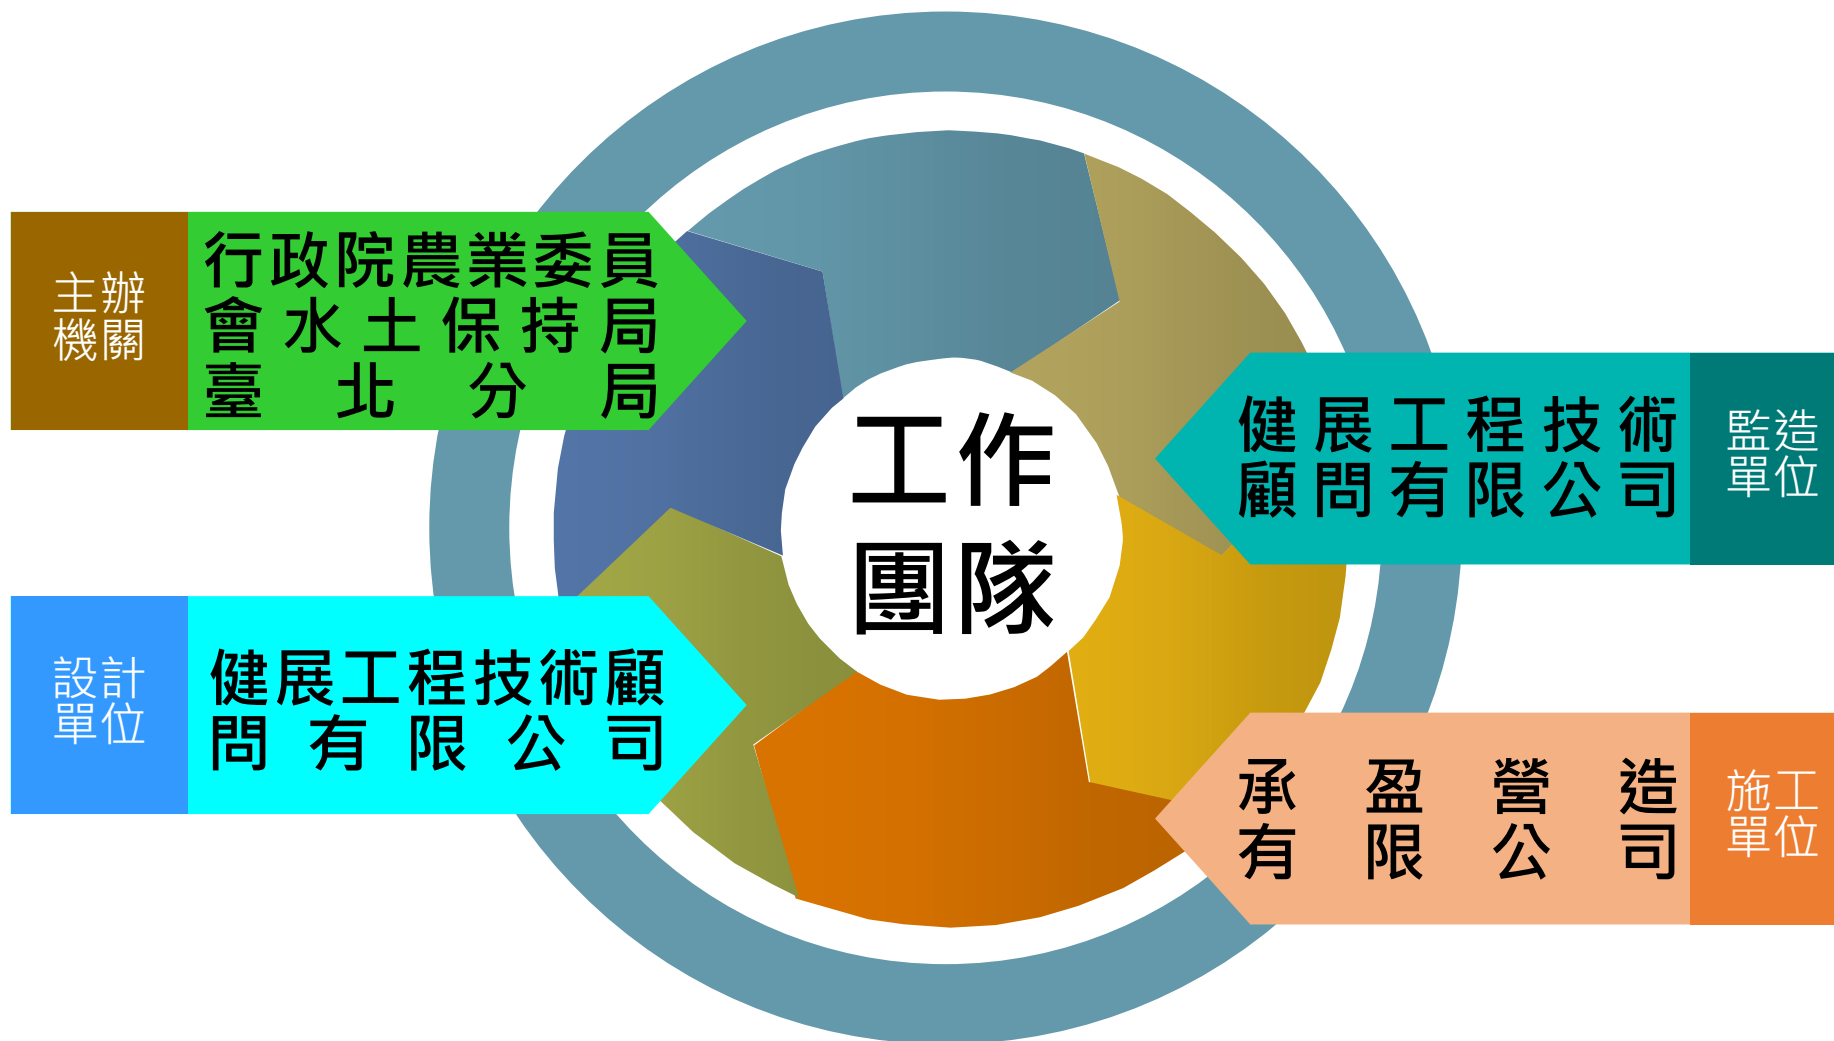 主辦
機關
行政院農業委員
會水土保持局
臺北分局
設計
單位
健展工程技術顧
問有限公司
工作
團隊
健展工程技術
顧問有限公司
監造
單位
承盈營造
有限公司
施工
單位